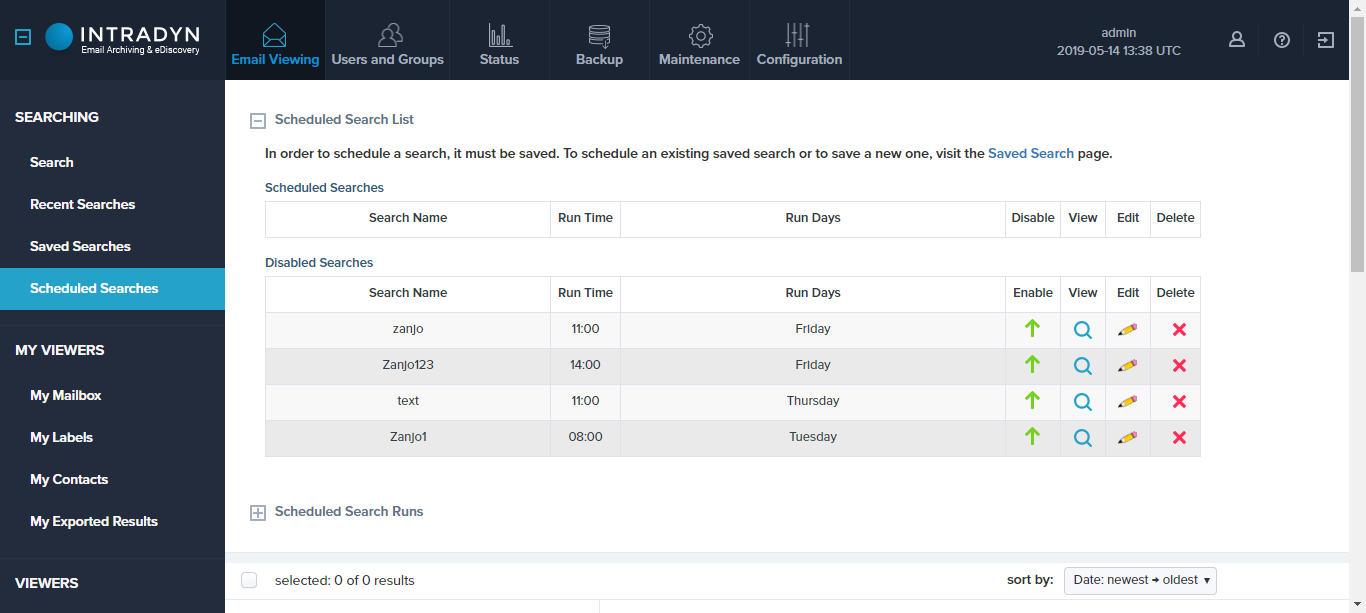 INTRADYN
Email Archiving & eDiscovery
Email Viewing
Users and Groups
Status
Backup
Maintenance
Configuration
admin
2019-05-14 13:38 UTC
SEARCHING
Search
Recent Searches
Saved Searches
Scheduled Searches
MY VIEWERS
My Mailbox
My Labels
My Contacts
My Exported Results
VIEWERS
Scheduled Search List
In order to schedule a search, it must be saved. To schedule an existing saved search or to save a new one, visit the Saved Search page.
Scheduled Searches
Search Name Run Time Run Days Disable View Edit Delete
Disabled Searches
Search Name Run Time Run Days Enable View Edit Delete
zanjo 11:00 Friday
Zanjo123 14:00 Friday
text 11:00 Thursday
Zanjo1 08:00 Tuesday
Scheduled Search Runs
selected: 0 of 0 results
sort by: Date: newest → oldest